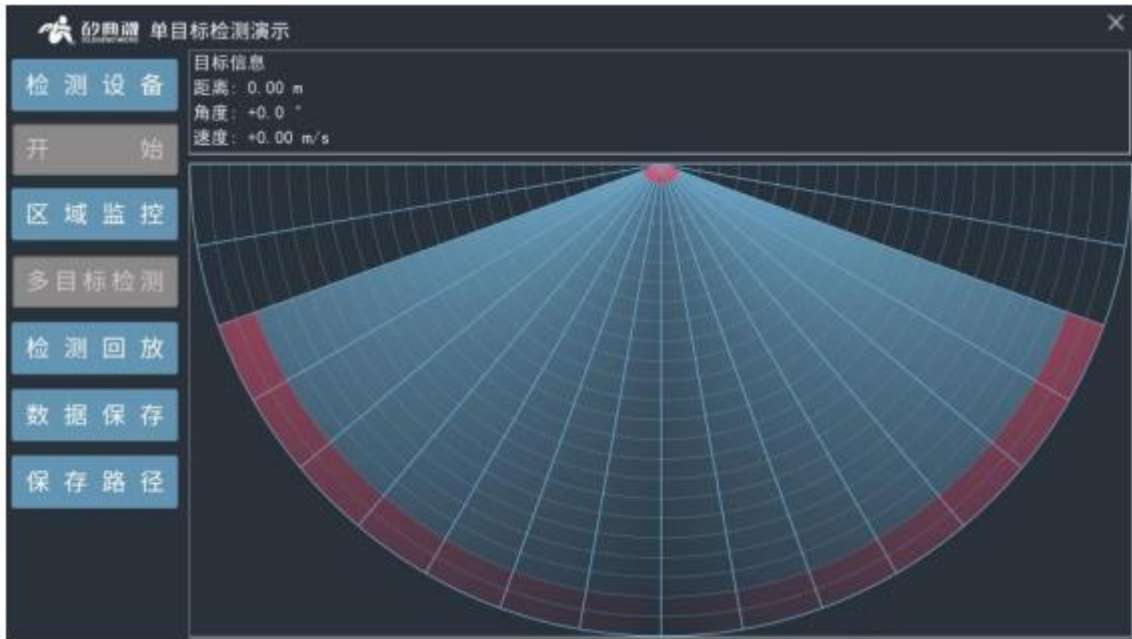 矽典微 单目标检测演示
检测设备
开始
区域监控
多目标检测
检测回放
数据保存
保存路径
目标信息
距离: 0.00 m
角度: +0.0 °
速度: +0.00 m/s